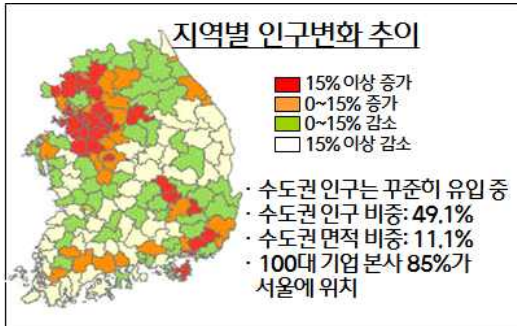 지역별 인구변화 추이
15% 이상 증가
0~15% 증가
0~15% 감소
15% 이상 감소
· 수도권 인구는 꾸준히 유입 중
· 수도권 인구 비중: 49.1%
· 수도권 면적 비중: 11.1%
· 100대 기업 본사 85%가
서울에 위치